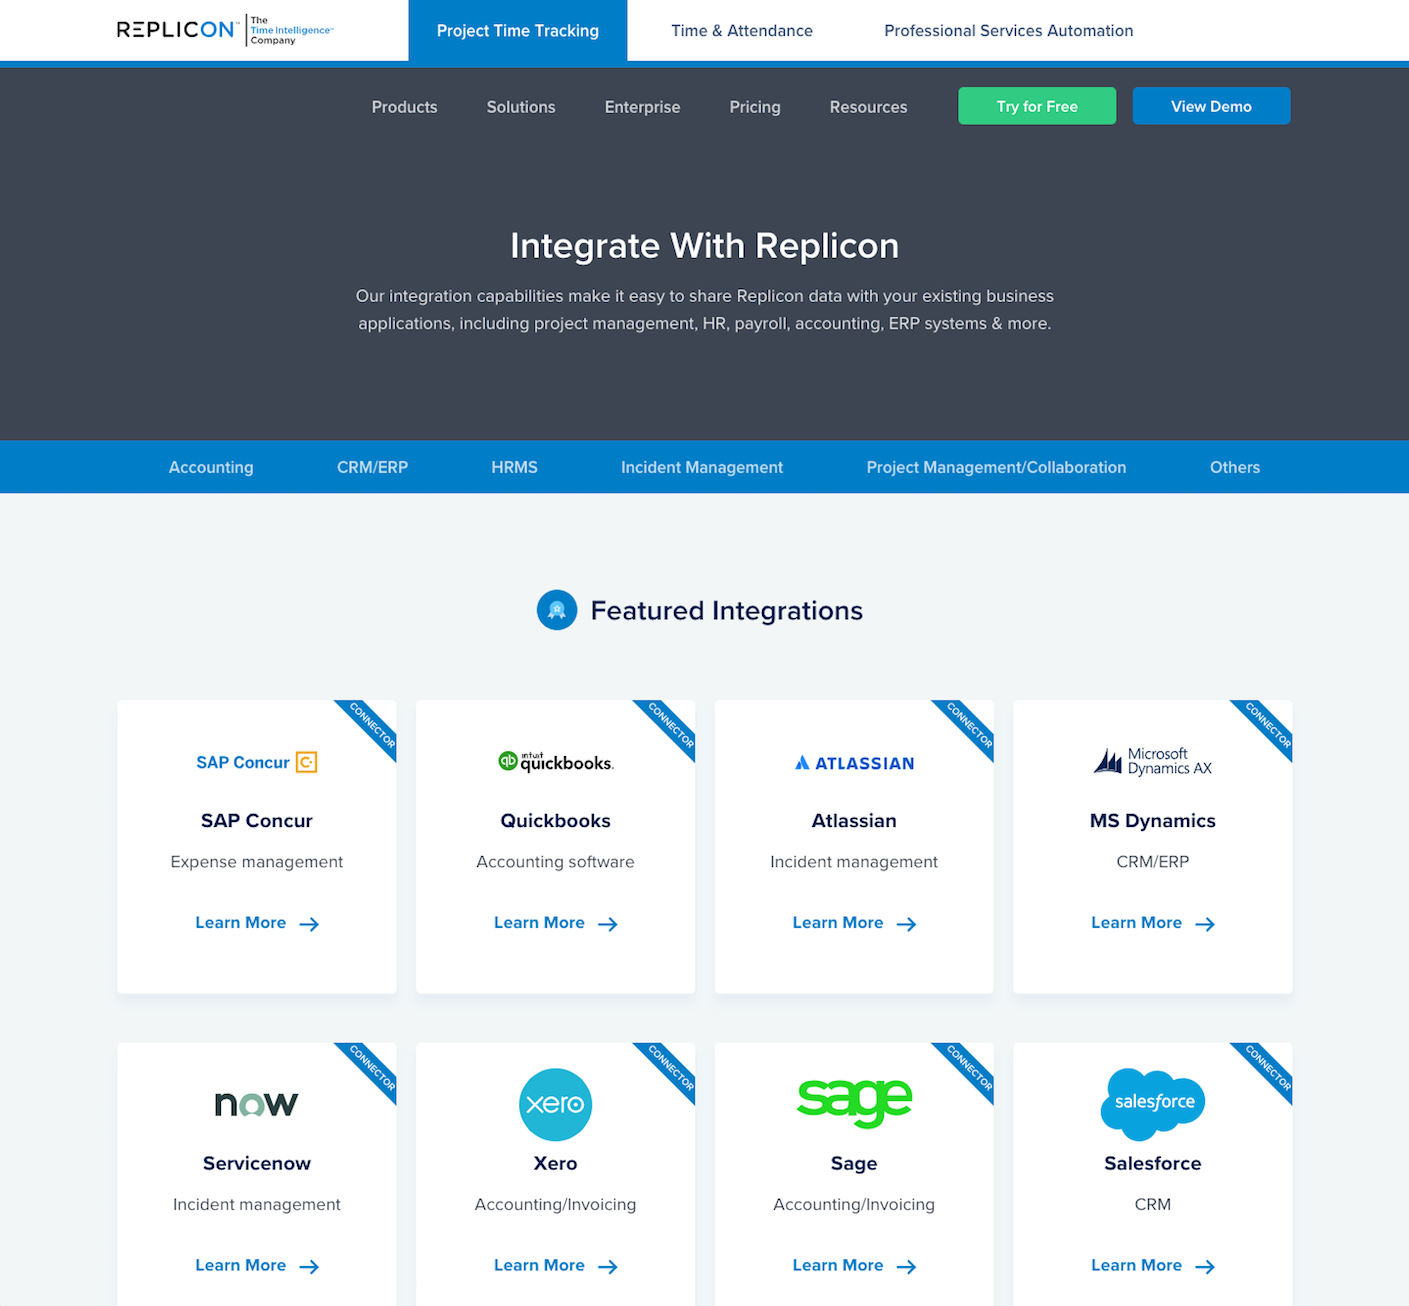 REPLICON™ The
Time Intelligence™
Company
Project Time Tracking
Time & Attendance
Professional Services Automation
Products
Solutions
Enterprise
Pricing
Resources
Try for Free
View Demo
Integrate With Replicon
Our integration capabilities make it easy to share Replicon data with your existing business
applications, including project management, HR, payroll, accounting, ERP systems & more.
Accounting
CRM/ERP
HRMS
Incident Management
Project Management/Collaboration
Others
Featured Integrations
CONNECTOR
SAP Concur C.
SAP Concur
Expense management
Learn More
CONNECTOR
qb intuit
quickbooks.
Quickbooks
Accounting software
Learn More
CONNECTOR
ATLASSIAN
Atlassian
Incident management
Learn More
CONNECTOR
Microsoft
Dynamics AX
MS Dynamics
CRM/ERP
Learn More
CONNECTOR
now
Servicenow
Incident management
Learn More
CONNECTOR
xero
Xero
Accounting/Invoicing
Learn More
CONNECTOR
sage
Sage
Accounting/Invoicing
Learn More
CONNECTOR
salesforce
Salesforce
CRM
Learn More